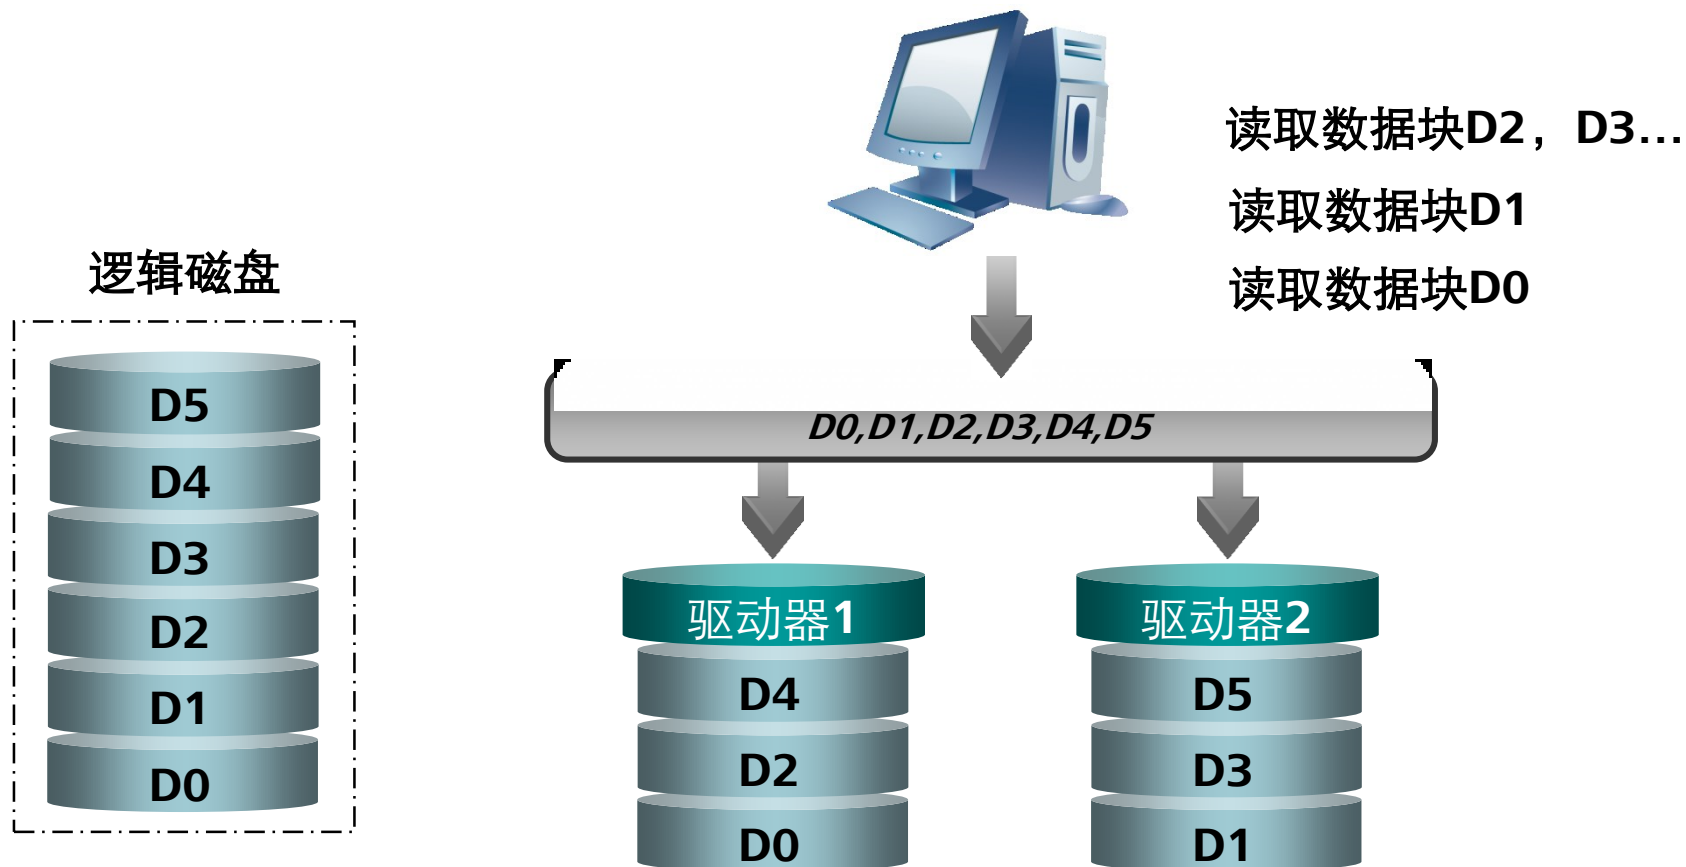 读取数据块D2，D3...
读取数据块D1
读取数据块D0
逻辑磁盘
D5
D4
D3
D2
D1
D0
D0,D1,D2,D3,D4,D5
驱动器1
D4
D2
D0
驱动器2
D5
D3
D1